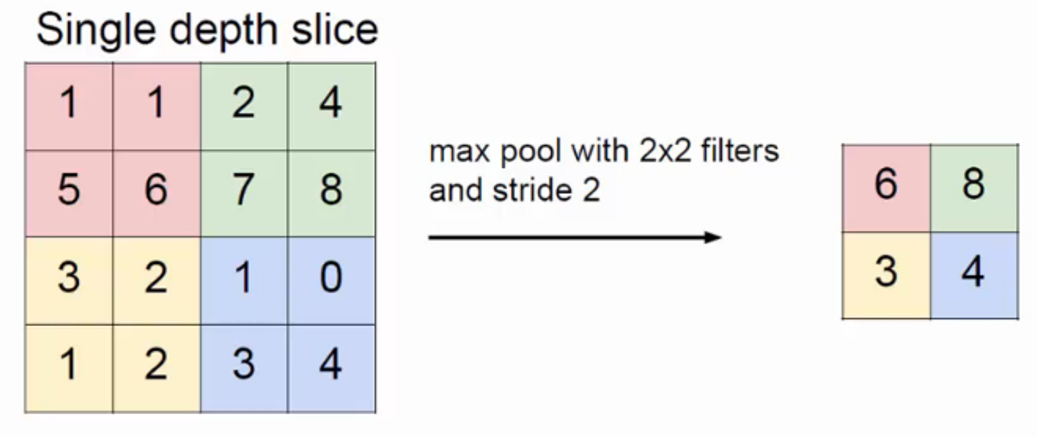 Single depth slice
1 1 2 4
5 6 7 8
3 2 1 0
1 2 3 4
max pool with 2x2 filters
and stride 2
6 8
3 4